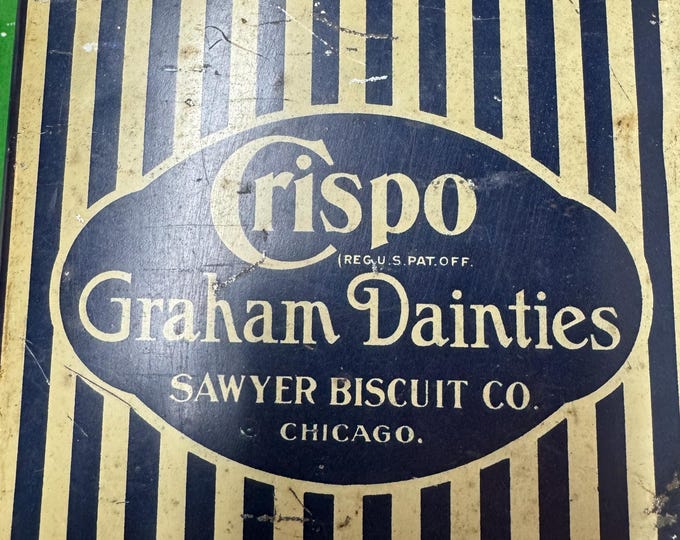 Crispo
(REG.U.S.PAT.OFF.
Graham Dainties
SAWYER BISCUIT CO.
CHICAGO.